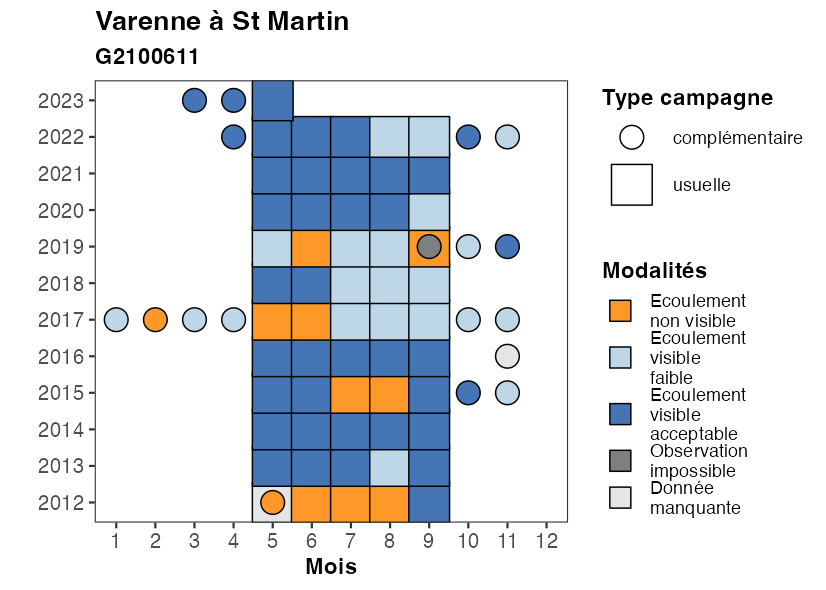 Varenne à St Martin
G2100611
2023
2022
2021
2020
2019
2018
2017
2016
2015
2014
2013
2012
1 2 3 4 5 6 7 8 9 10 11 12
Mois
Type campagne
complémentaire
usuelle
Modalités
Ecoulement
non visible
Ecoulement
visible
faible
Ecoulement
visible
acceptable
Observation
impossible
Donnée
manquante